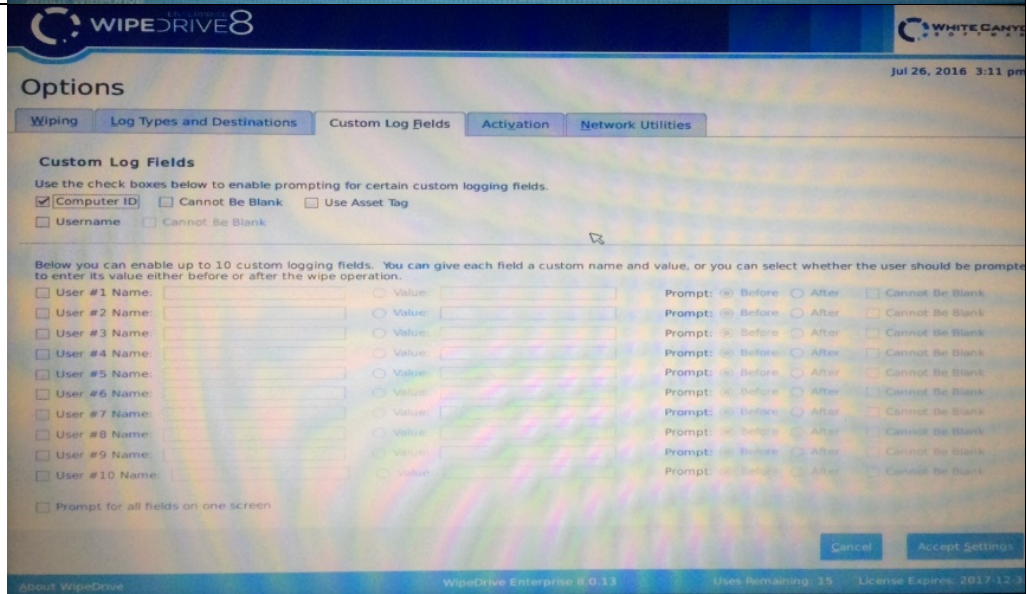 WIPEDRIVE8
ENTERPRISE
WHITE CANYO
SOFTWAR
Jul 26, 2016 3:11 pm
Options
Wiping Log Types and Destinations Custom Log Fields Activation Network Utilities
Custom Log Fields
Use the check boxes below to enable prompting for certain custom logging fields.
Computer ID Cannot Be Blank Use Asset Tag
Username Cannot Be Blank
Below you can enable up to 10 custom logging fields. You can give each field a custom name and value, or you can select whether the user should be prompte
to enter its value either before or after the wipe operation.
User #1 Name: Value: Prompt: Before After Cannot Be Blank
User #2 Name: Value: Prompt: Before After Cannot Be Blank
User #3 Name: Value: Prompt: Before After Cannot Be Blank
User #4 Name: Value: Prompt: Before After Cannot Be Blank
User #5 Name: Value: Prompt: Before After Cannot Be Blank
User #6 Name: Value: Prompt: Before After Cannot Be Blank
User #7 Name: Value: Prompt: Before After Cannot Be Blank
User #8 Name: Value: Prompt: Before After Cannot Be Blank
User #9 Name: Value: Prompt: Before After Cannot Be Blank
User #10 Name: Value: Prompt: Before After Cannot Be Blank
Prompt for all fields on one screen
Cancel Accept Settings
About WipeDrive WipeDrive Enterprise 8.0.13 Uses Remaining: 15 License Expires: 2017-12-3